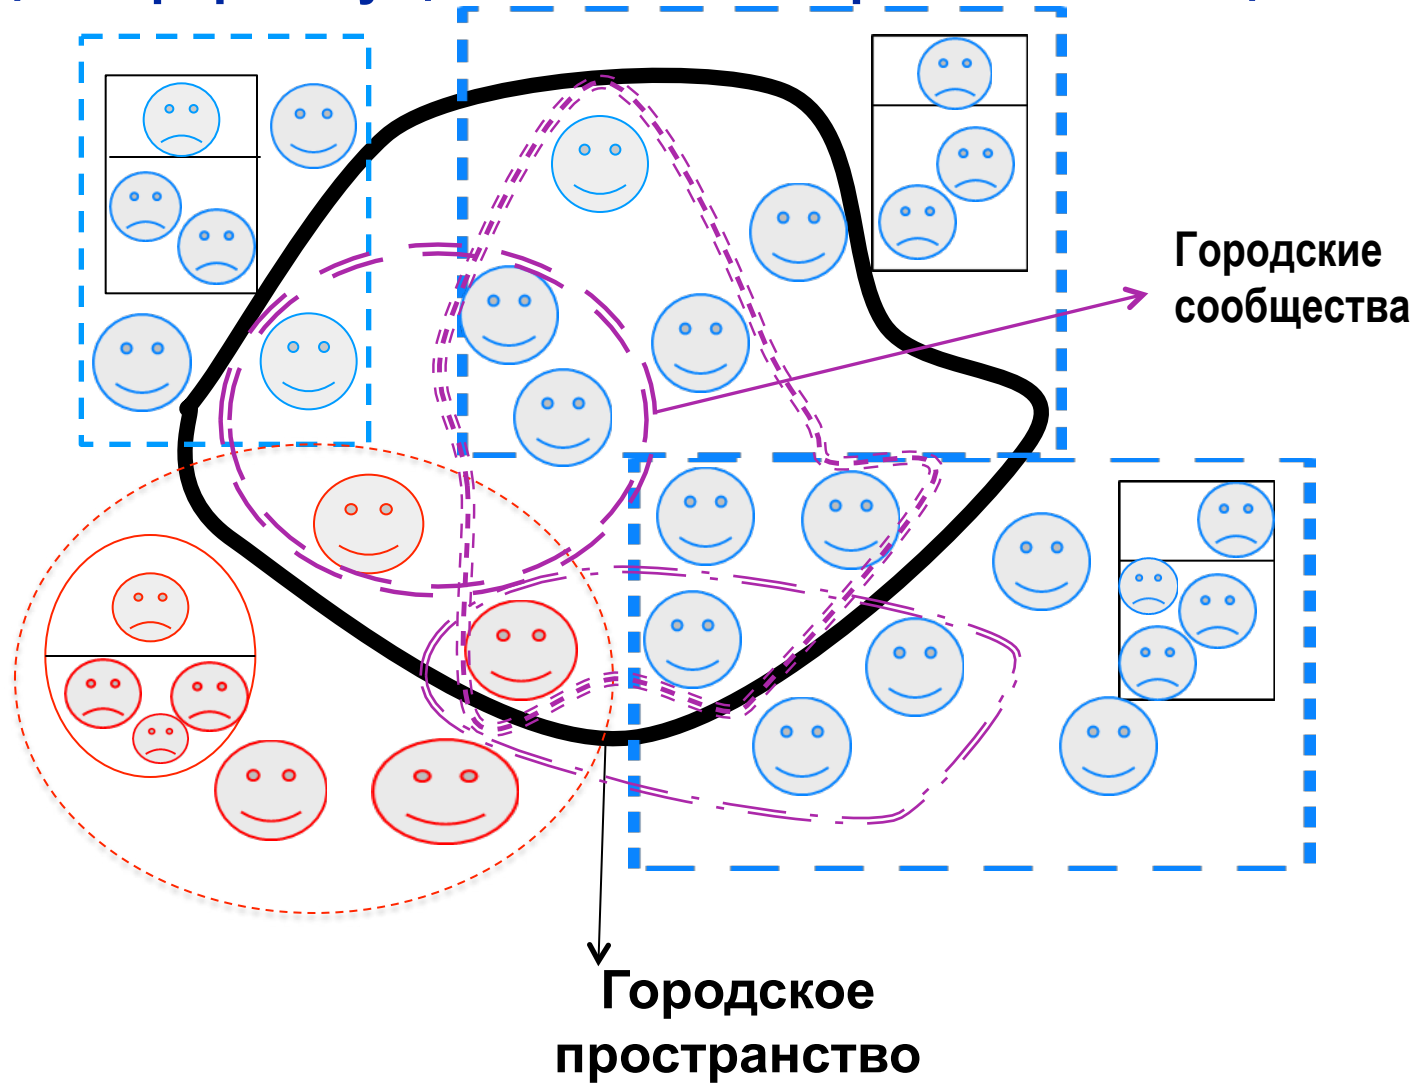 Городские
сообщества
Городское
пространство